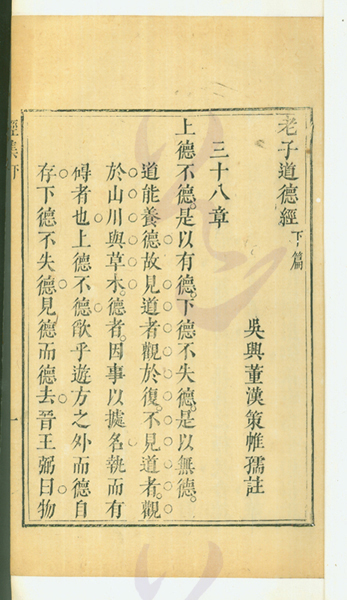 老子道德經下篇
吳興董漢策帷孺註
三十八章
上德不德是以有德下德不失德是以無德
道能養德故見道者觀於復不見道者觀
於山川與草木德者因事以據名執而有
得者也上德不德欲乎遊方之外而德自
存下德不失德見德而德去晉王弼曰物
一